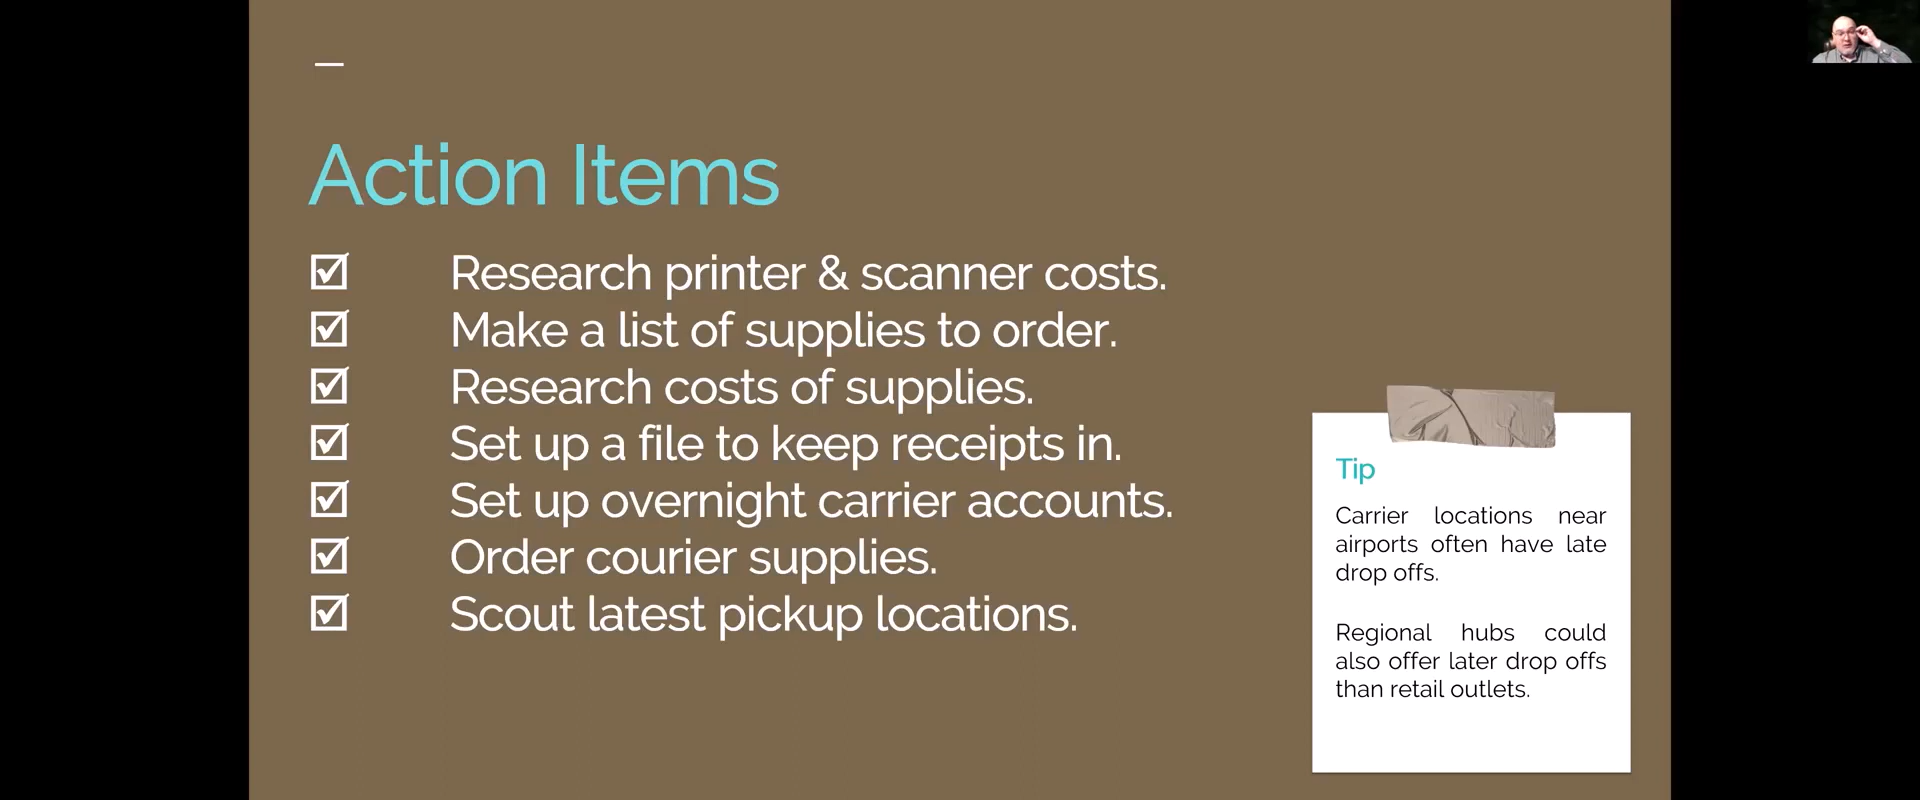 Action Items
Research printer & scanner costs.
Make a list of supplies to order.
Research costs of supplies.
Set up a file to keep receipts in.
Set up overnight carrier accounts.
Order courier supplies.
Scout latest pickup locations.
Tip
Carrier locations near
airports often have late
drop offs.
Regional hubs could
also offer later drop offs
than retail outlets.